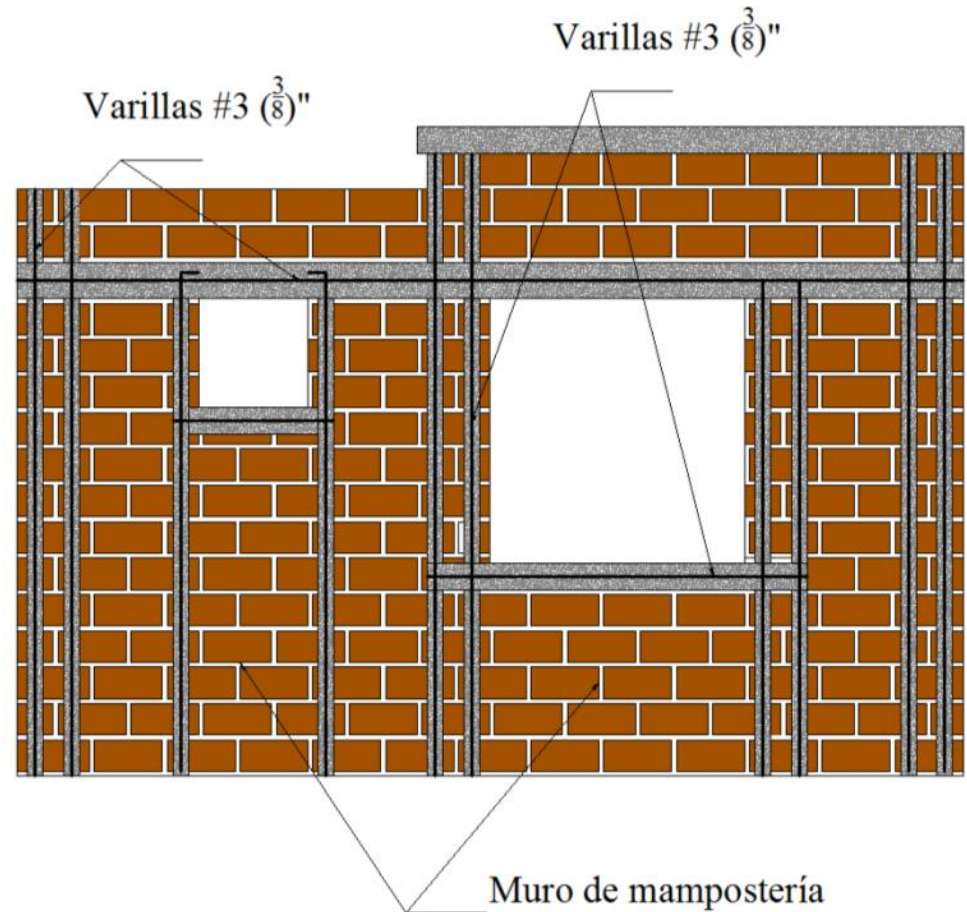 Varillas #3 (3/8)"
Varillas #3 (3/8)"
Muro de mampostería